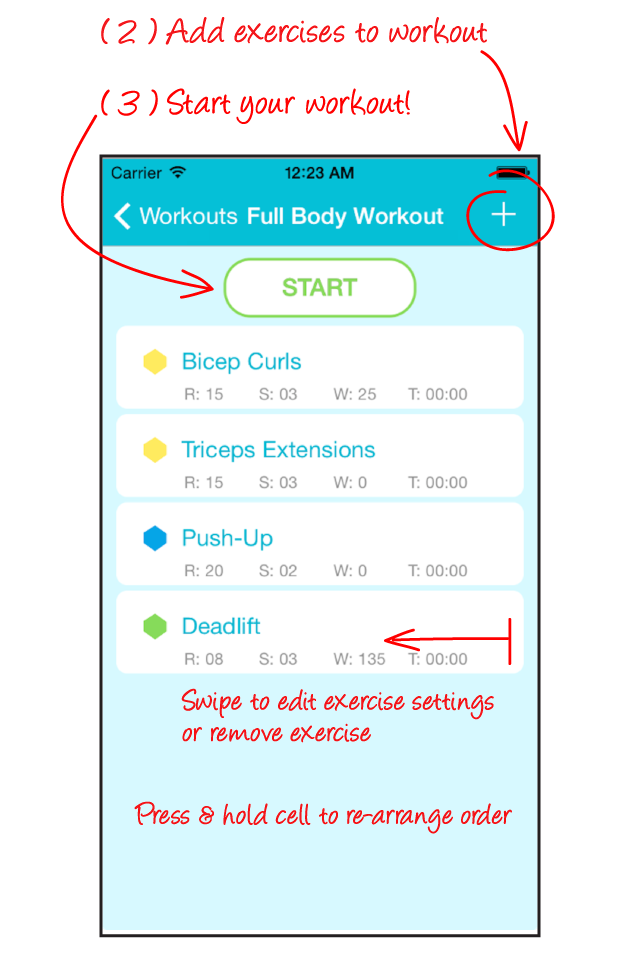 ( 2 ) Add exercises to workout
( 3 ) Start your workout!
Carrier 12:23 AM
Workouts Full Body Workout +
START
Bicep Curls
R: 15 S: 03 W: 25 T: 00:00
Triceps Extensions
R: 15 S: 03 W: 0 T: 00:00
Push-Up
R: 20 S: 02 W: 0 T: 00:00
Deadlift
R: 08 S: 03 W: 135 T: 00:00
Swipe to edit exercise settings
or remove exercise
Press & hold cell to re-arrange order